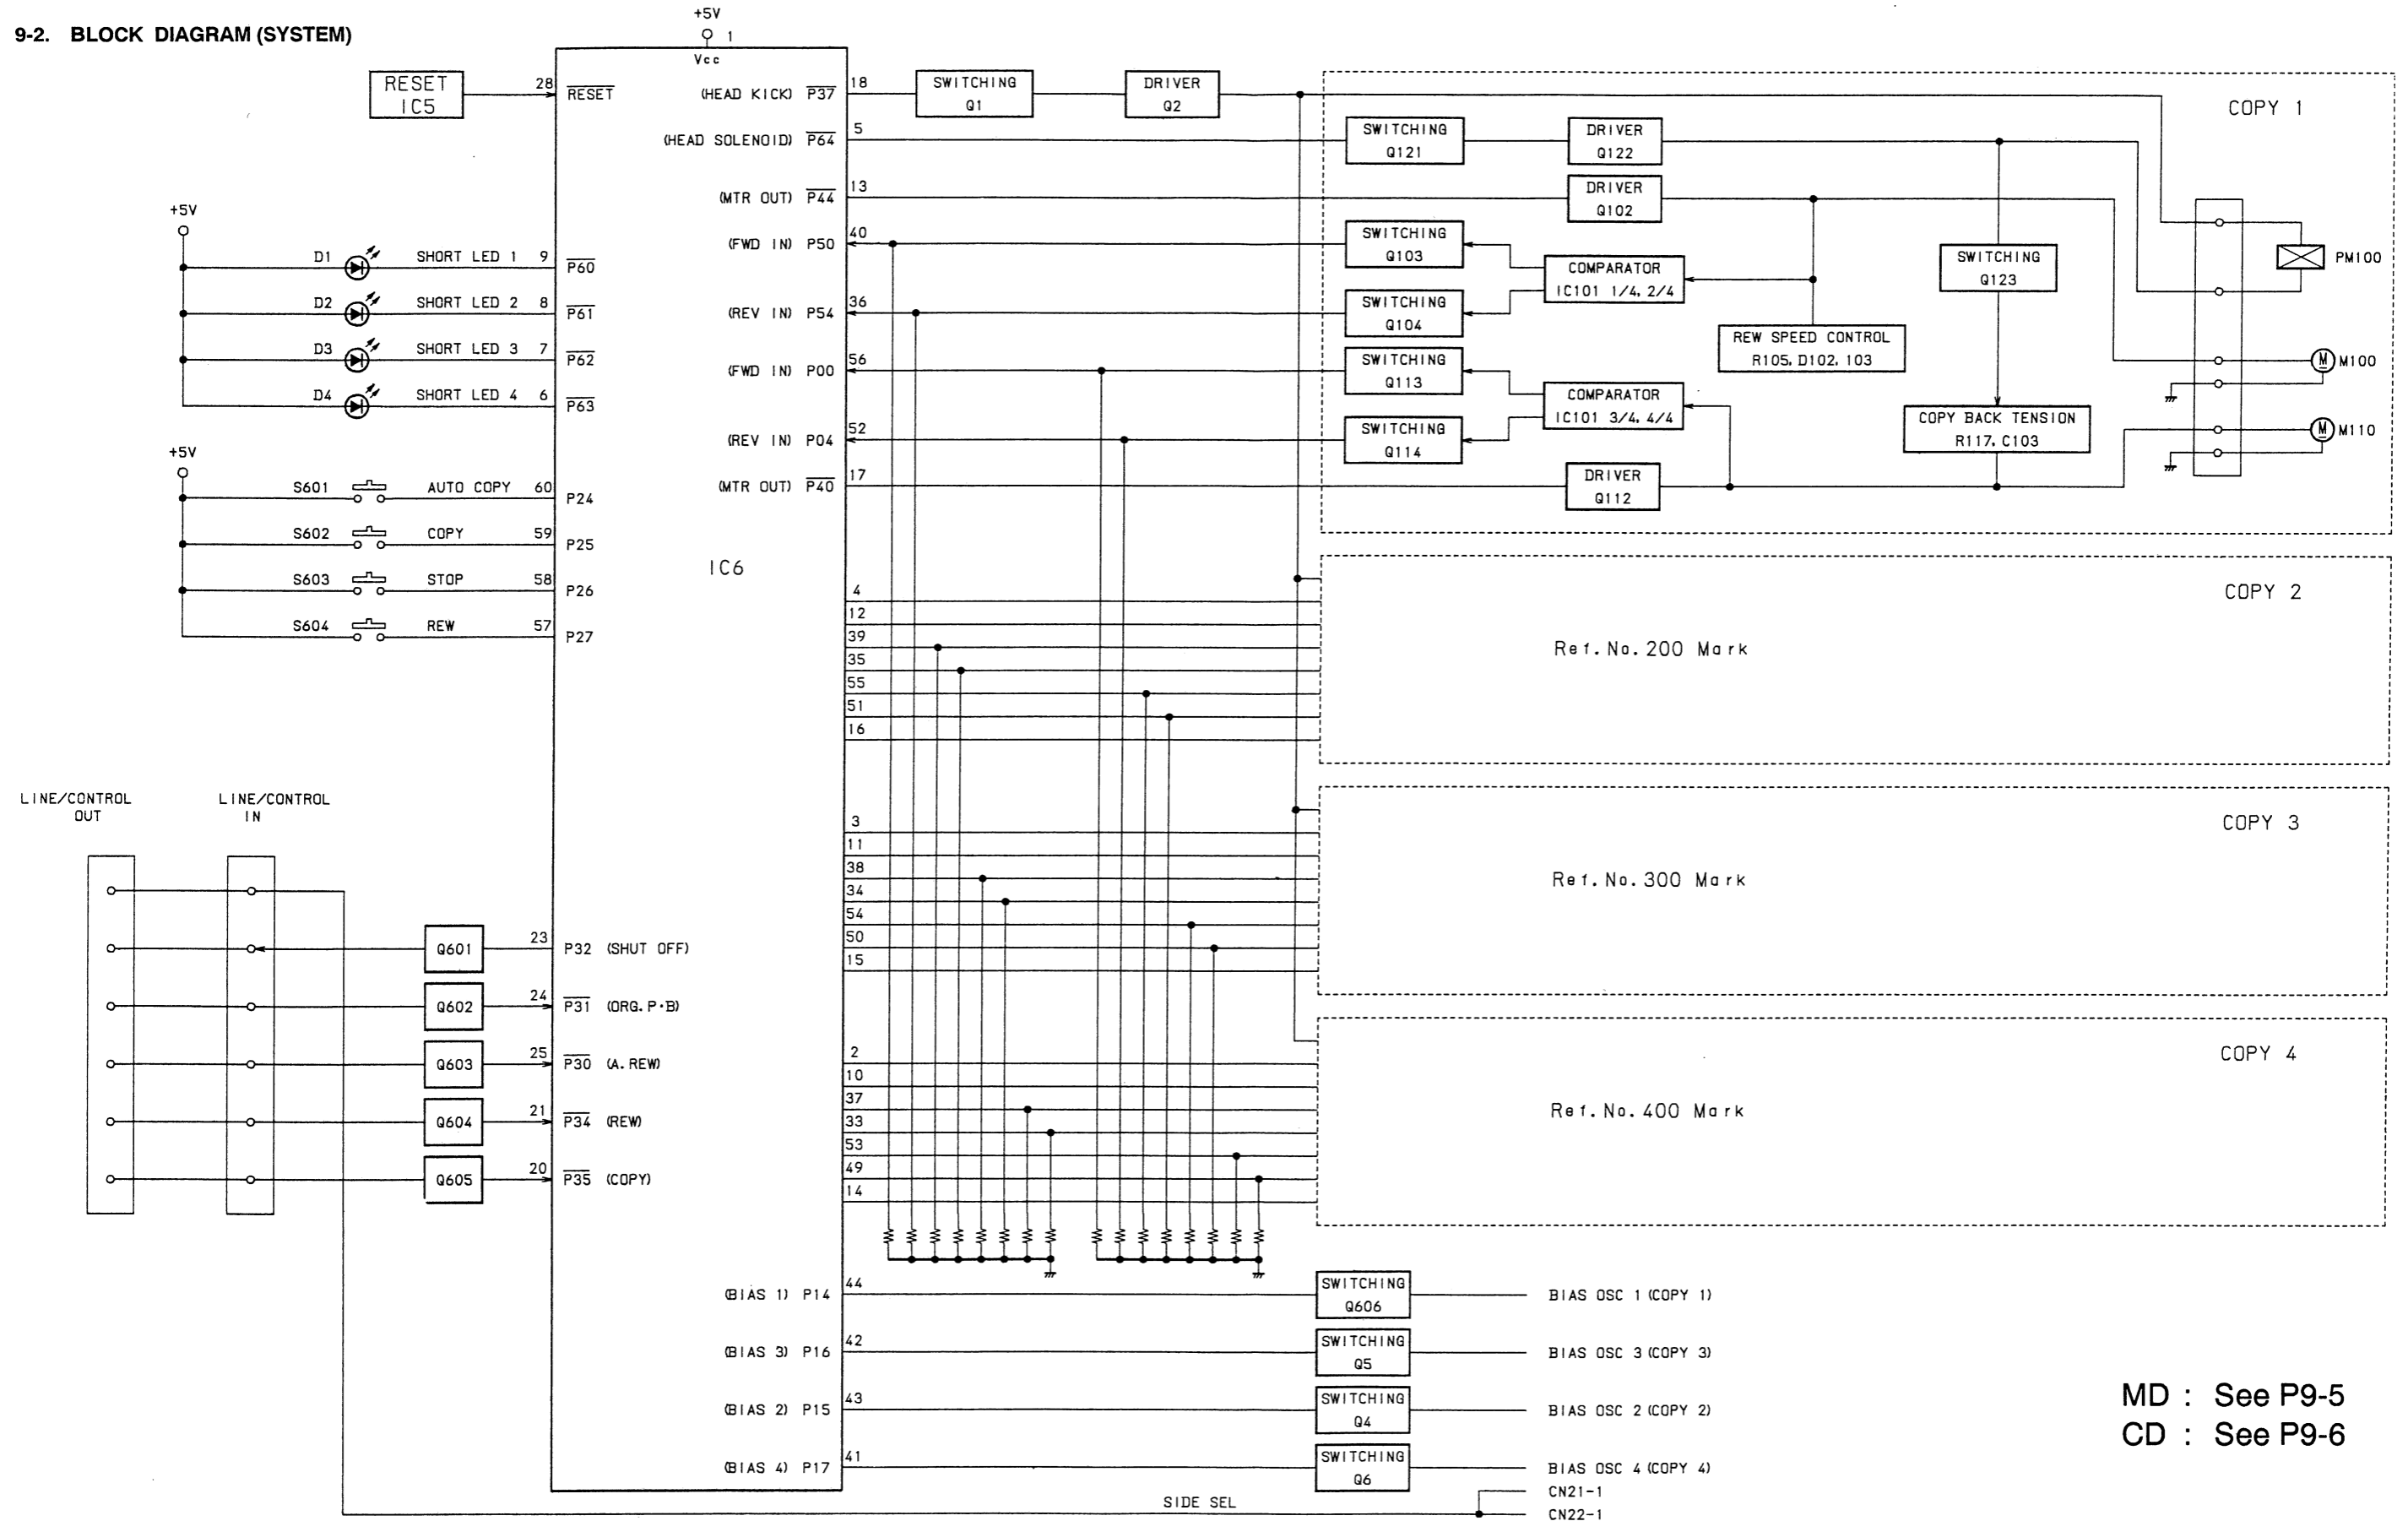 9-2. BLOCK DIAGRAM (SYSTEM)
+5V
1
Vcc
RESET
IC5
28
RESET
(HEAD KICK) P37
18
SWITCHING
Q1
DRIVER
Q2
COPY 1
(HEAD SOLENOID) P64
5
SWITCHING
Q121
DRIVER
Q122
(MTR OUT) P44
13
DRIVER
Q102
(FWD IN) P50
40
SWITCHING
Q103
COMPARATOR
IC101 1/4, 2/4
SWITCHING
Q123
PM100
(REV IN) P54
36
SWITCHING
Q104
REW SPEED CONTROL
R105, D102, 103
(FWD IN) P00
56
SWITCHING
Q113
COMPARATOR
IC101 3/4, 4/4
M
M100
(REV IN) P04
52
SWITCHING
Q114
COPY BACK TENSION
R117, C103
M
M110
(MTR OUT) P40
17
DRIVER
Q112
+5V
D1 SHORT LED 1 9 P60
D2 SHORT LED 2 8 P61
D3 SHORT LED 3 7 P62
D4 SHORT LED 4 6 P63
+5V
S601 AUTO COPY 60 P24
S602 COPY 59 P25
S603 STOP 58 P26
S604 REW 57 P27
IC6
4
12
39
35
55
51
16
COPY 2
Ref. No. 200 Mark
3
11
38
34
54
50
15
COPY 3
Ref. No. 300 Mark
2
10
37
33
53
49
14
COPY 4
Ref. No. 400 Mark
LINE/CONTROL
OUT
LINE/CONTROL
IN
Q601 23 P32 (SHUT OFF)
Q602 24 P31 (ORG. P·B)
Q603 25 P30 (A. REW)
Q604 21 P34 (REW)
Q605 20 P35 (COPY)
(BIAS 1) P14 44
SWITCHING
Q606
BIAS OSC 1 (COPY 1)
(BIAS 3) P16 42
SWITCHING
Q5
BIAS OSC 3 (COPY 3)
(BIAS 2) P15 43
SWITCHING
Q4
BIAS OSC 2 (COPY 2)
(BIAS 4) P17 41
SWITCHING
Q6
BIAS OSC 4 (COPY 4)
SIDE SEL
CN21-1
CN22-1
MD : See P9-5
CD : See P9-6